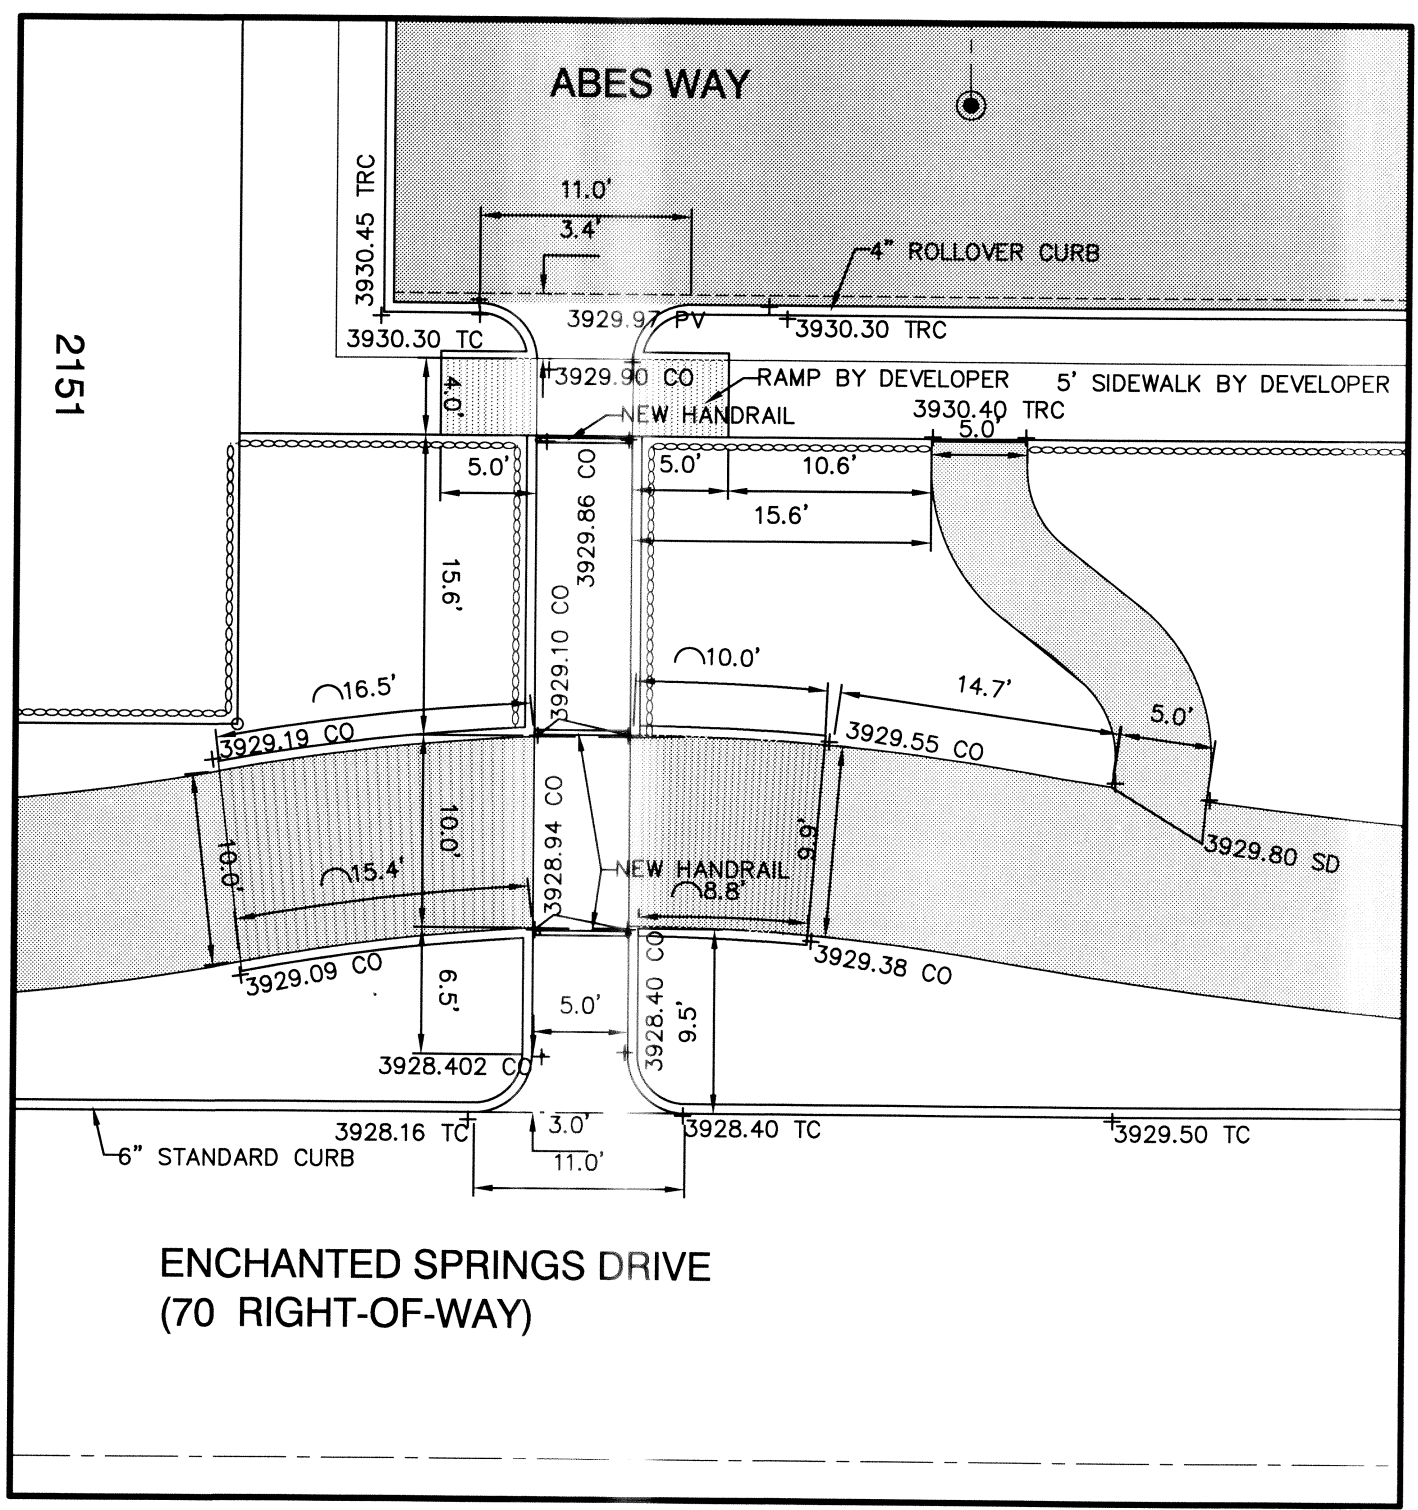 ABES WAY
11.0'
3.4'
4" ROLLOVER CURB
3930.45 TRC
3929.97 PV
3930.30 TC
3930.30 TRC
2151
4.0'
3929.90 CO
RAMP BY DEVELOPER
5' SIDEWALK BY DEVELOPER
NEW HANDRAIL
3930.40 TRC
5.0'
5.0'
5.0'
10.6'
3929.86 CO
15.6'
15.6'
3929.10 CO
10.0'
16.5'
14.7'
5.0'
3929.19 CO
3929.55 CO
10.0'
10.0'
3928.94 CO
9.9'
15.4'
NEW HANDRAIL
8.8'
3929.80 SD
3929.09 CO
3929.38 CO
6.5'
5.0'
3928.40 CO
9.5'
3928.402 CO
3928.16 TC
3.0'
3928.40 TC
3929.50 TC
6" STANDARD CURB
11.0'
ENCHANTED SPRINGS DRIVE
(70 RIGHT-OF-WAY)